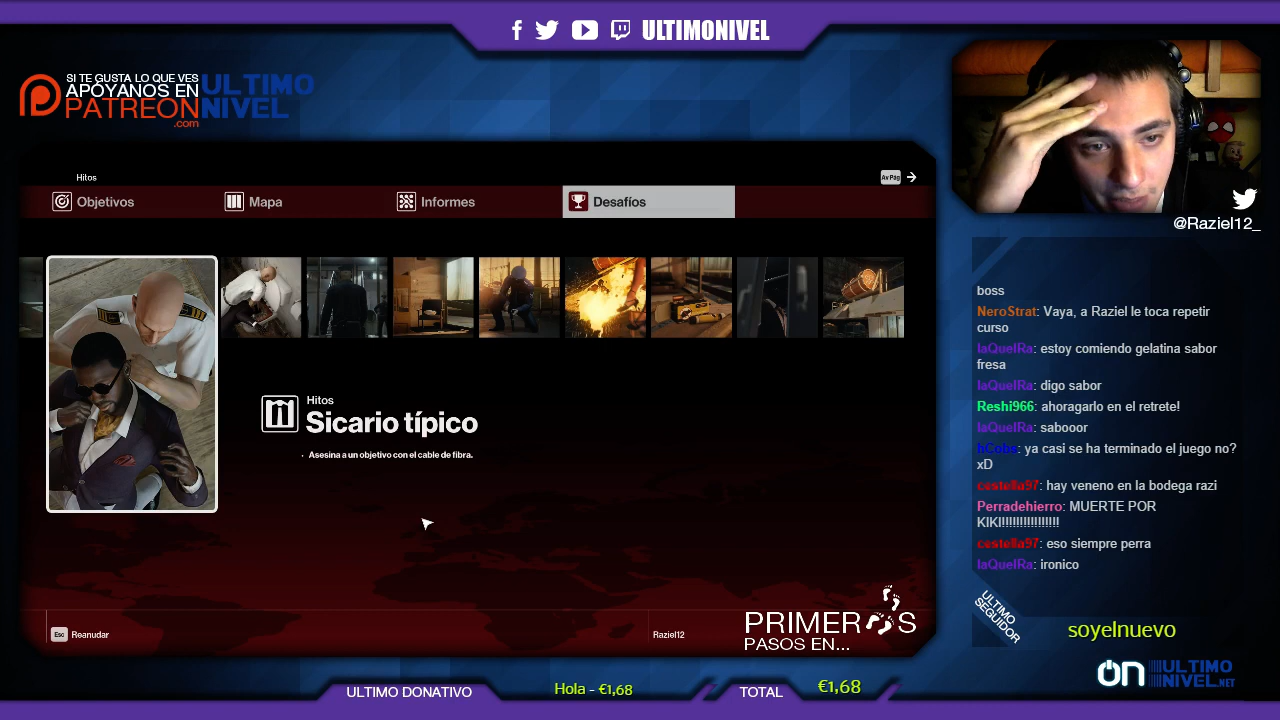 ULTIMONIVEL
SI TE GUSTA LO QUE VES
APOYANOS EN
PATREON
.com
ULTIMO
NIVEL
Hitos
Av Pág
Objetivos
Mapa
Informes
Desafíos
Hitos
Sicario típico
· Asesina a un objetivo con el cable de fibra.
Esc Reanudar
Raziel12
PRIMEROS
PASOS EN...
@Raziel12_
boss
NeroStrat: Vaya, a Raziel le toca repetir
curso
laQuelRa: estoy comiendo gelatina sabor
fresa
laQuelRa: digo sabor
Reshi966: ahoragarlo en el retrete!
laQuelRa: sabooor
hCobs: ya casi se ha terminado el juego no?
xD
costella97: hay veneno en la bodega razi
Perradehierro: MUERTE POR
KIKI!!!!!!!!!!!!!!!!!
costella97: eso siempre perra
laQuelRa: ironico
ULTIMO
SEGUIDOR
soyelnuevo
ON ULTIMO
NIVEL.NET
ULTIMO DONATIVO
Hola - €1,68
TOTAL
€1,68